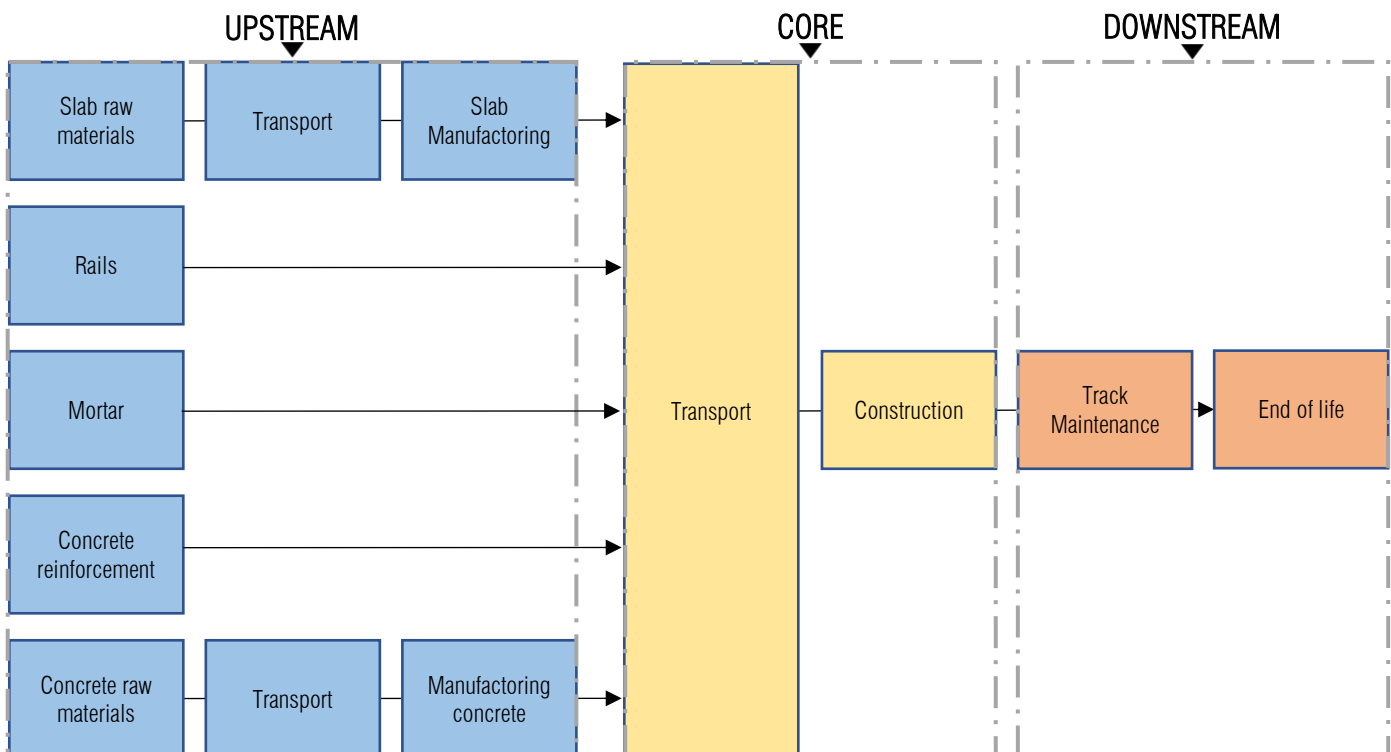 UPSTREAM
CORE
DOWNSTREAM
Slab raw
materials
Transport
Slab
Manufactoring
Rails
Mortar
Transport
Construction
Track
Maintenance
End of life
Concrete
reinforcement
Concrete raw
materials
Transport
Manufactoring
concrete